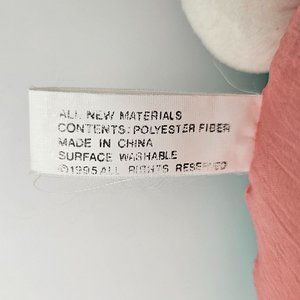 ALL NEW MATERIALS
CONTENTS: POLYESTER FIBER
MADE IN CHINA
SURFACE WASHABLE
©1995 ALL RIGHTS RESERVED